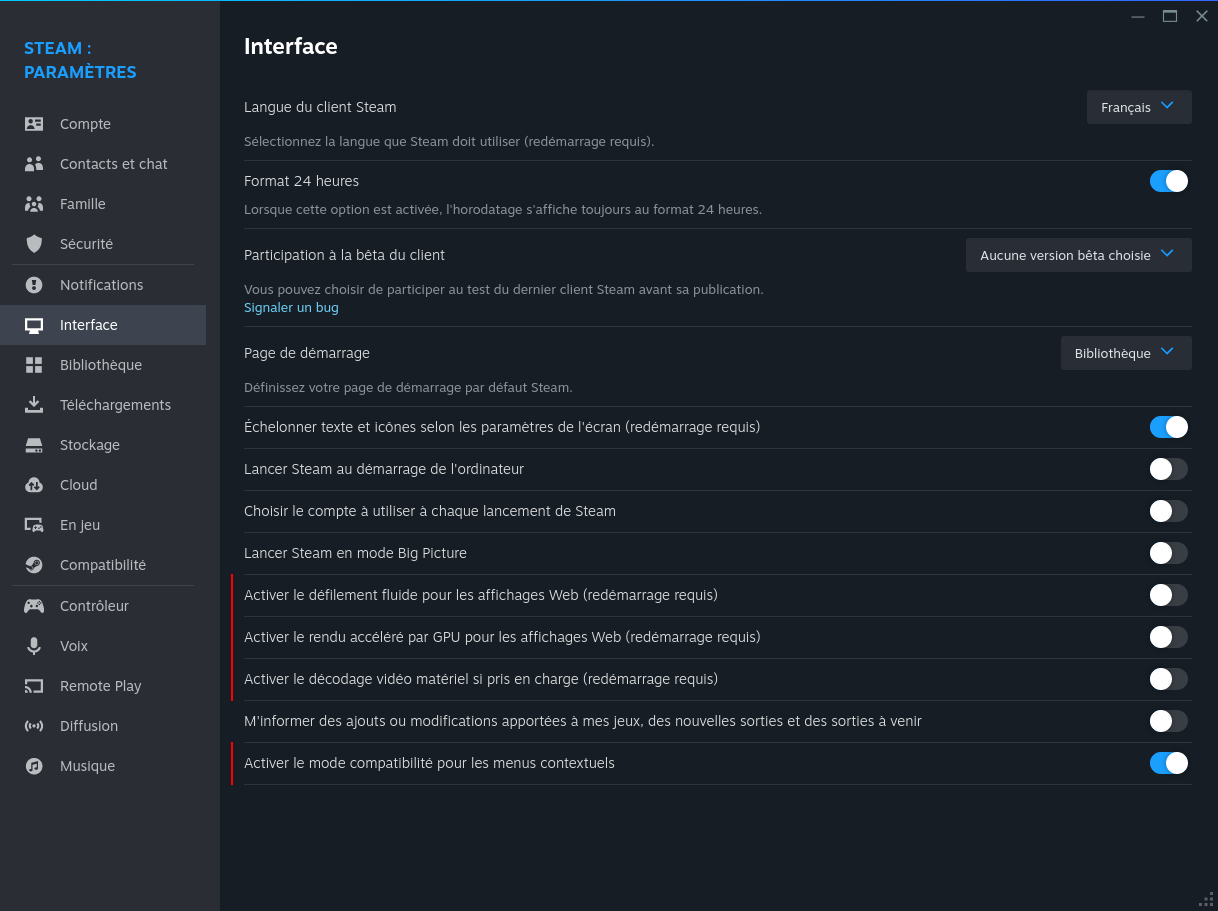 STEAM :
PARAMÈTRES
Compte
Contacts et chat
Famille
Sécurité
Notifications
Interface
Bibliothèque
Téléchargements
Stockage
Cloud
En jeu
Compatibilité
Contrôleur
Voix
Remote Play
Diffusion
Musique
Interface
Langue du client Steam
Français
Sélectionnez la langue que Steam doit utiliser (redémarrage requis).
Format 24 heures
Lorsque cette option est activée, l'horodatage s'affiche toujours au format 24 heures.
Participation à la bêta du client
Aucune version bêta choisie
Vous pouvez choisir de participer au test du dernier client Steam avant sa publication.
Signaler un bug
Page de démarrage
Bibliothèque
Définissez votre page de démarrage par défaut Steam.
Échelonner texte et icônes selon les paramètres de l'écran (redémarrage requis)
Lancer Steam au démarrage de l'ordinateur
Choisir le compte à utiliser à chaque lancement de Steam
Lancer Steam en mode Big Picture
Activer le défilement fluide pour les affichages Web (redémarrage requis)
Activer le rendu accéléré par GPU pour les affichages Web (redémarrage requis)
Activer le décodage vidéo matériel si pris en charge (redémarrage requis)
M'informer des ajouts ou modifications apportées à mes jeux, des nouvelles sorties et des sorties à venir
Activer le mode compatibilité pour les menus contextuels